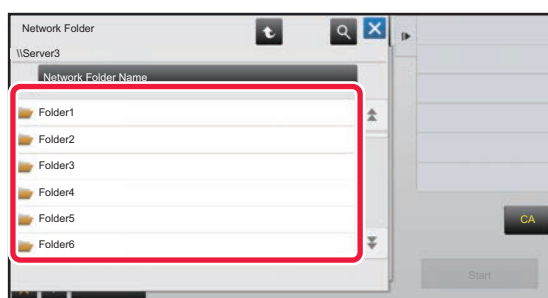 Network Folder
\\Server3
Network Folder Name
Folder1
Folder2
Folder3
Folder4
Folder5
Folder6
CA
Start